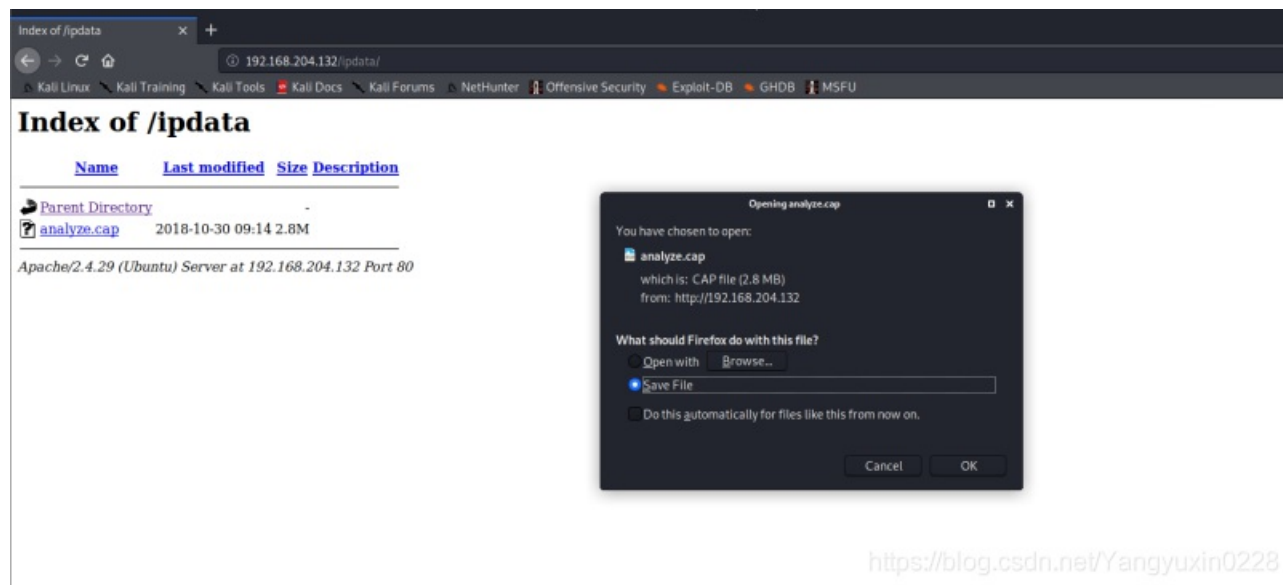 Index of /ipdata
192.168.204.132/ipdata/
Kali Linux Kali Training Kali Tools Kali Docs Kali Forums NetHunter Offensive Security Exploit-DB GHDB MSFU
Index of /ipdata
Name Last modified Size Description
Parent Directory -
analyze.cap 2018-10-30 09:14 2.8M
Apache/2.4.29 (Ubuntu) Server at 192.168.204.132 Port 80
Opening analyze.cap
You have chosen to open:
analyze.cap
which is: CAP file (2.8 MB)
from: http://192.168.204.132
What should Firefox do with this file?
Open with Browse...
Save File
Do this automatically for files like this from now on.
Cancel OK
https://blog.csdn.net/Yangyuxin0228